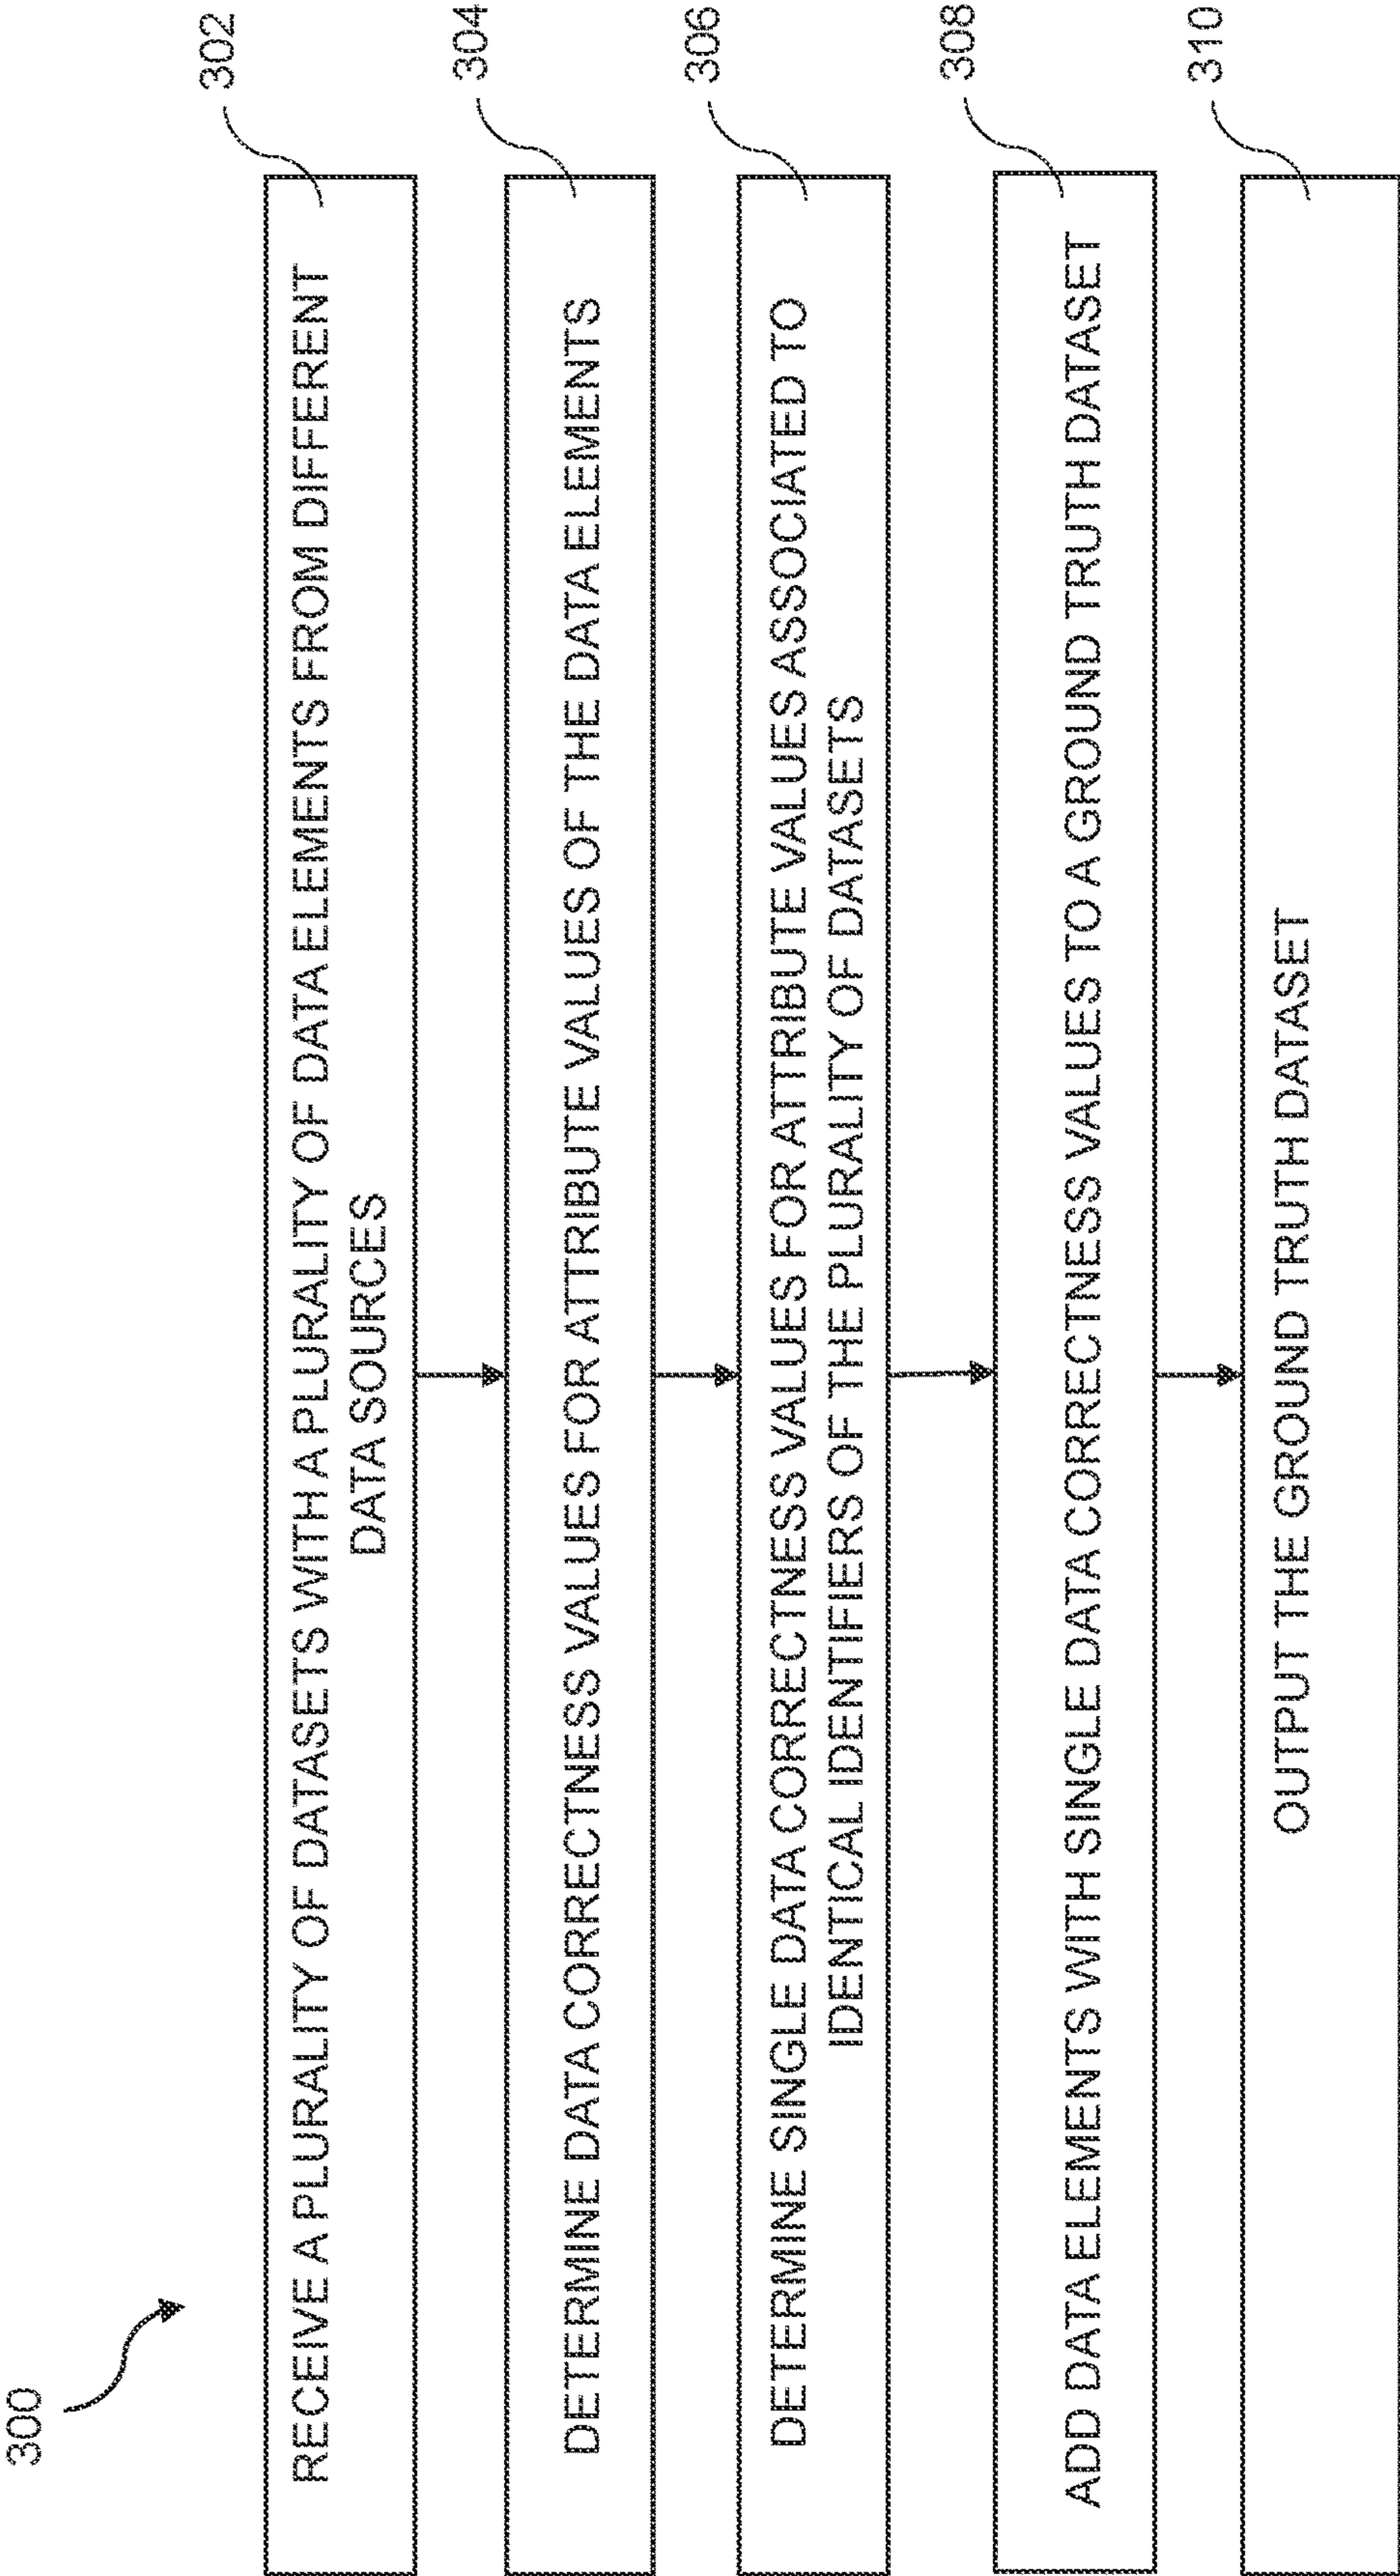 300
302
RECEIVE A PLURALITY OF DATASETS WITH A PLURALITY OF DATA ELEMENTS FROM DIFFERENT
DATA SOURCES
304
DETERMINE DATA CORRECTNESS VALUES FOR ATTRIBUTE VALUES OF THE DATA ELEMENTS
306
DETERMINE SINGLE DATA CORRECTNESS VALUES FOR ATTRIBUTE VALUES ASSOCIATED TO
IDENTICAL IDENTIFIERS OF THE PLURALITY OF DATASETS
308
ADD DATA ELEMENTS WITH SINGLE DATA CORRECTNESS VALUES TO A GROUND TRUTH DATASET
310
OUTPUT THE GROUND TRUTH DATASET